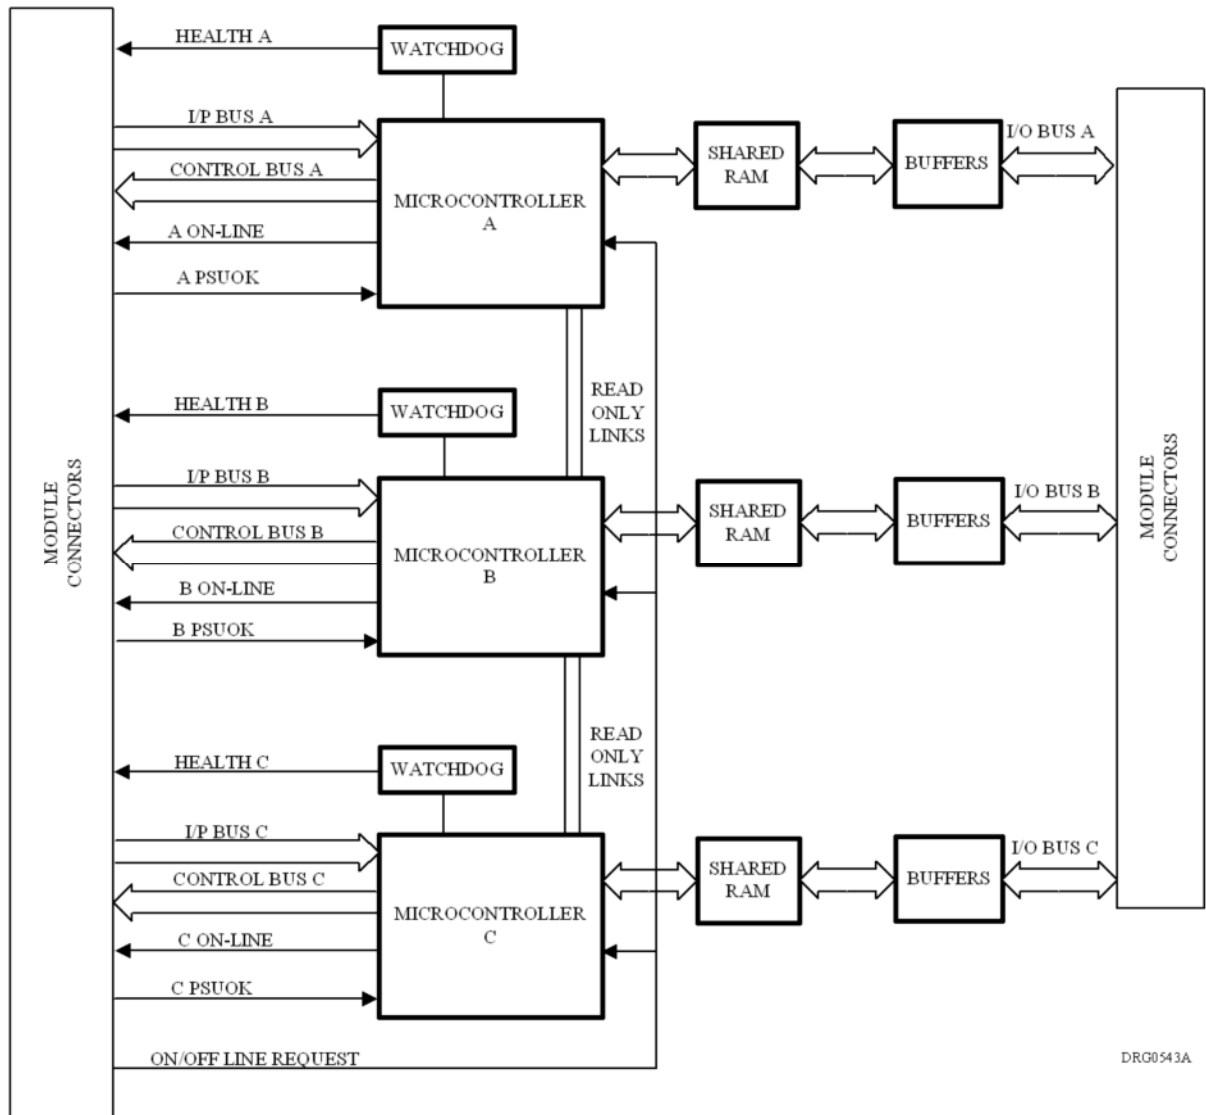 HEALTH A
WATCHDOG
I/P BUS A
CONTROL BUS A
A ON-LINE
A PSUOK
MICROCONTROLLER
A
SHARED
RAM
BUFFERS
I/O BUS A
READ
ONLY
LINKS
HEALTH B
WATCHDOG
I/P BUS B
CONTROL BUS B
B ON-LINE
B PSUOK
MICROCONTROLLER
B
SHARED
RAM
BUFFERS
I/O BUS B
MODULE
CONNECTORS
MODULE
CONNECTORS
READ
ONLY
LINKS
HEALTH C
WATCHDOG
I/P BUS C
CONTROL BUS C
C ON-LINE
C PSUOK
MICROCONTROLLER
C
SHARED
RAM
BUFFERS
I/O BUS C
ON/OFF LINE REQUEST
DRG0543A